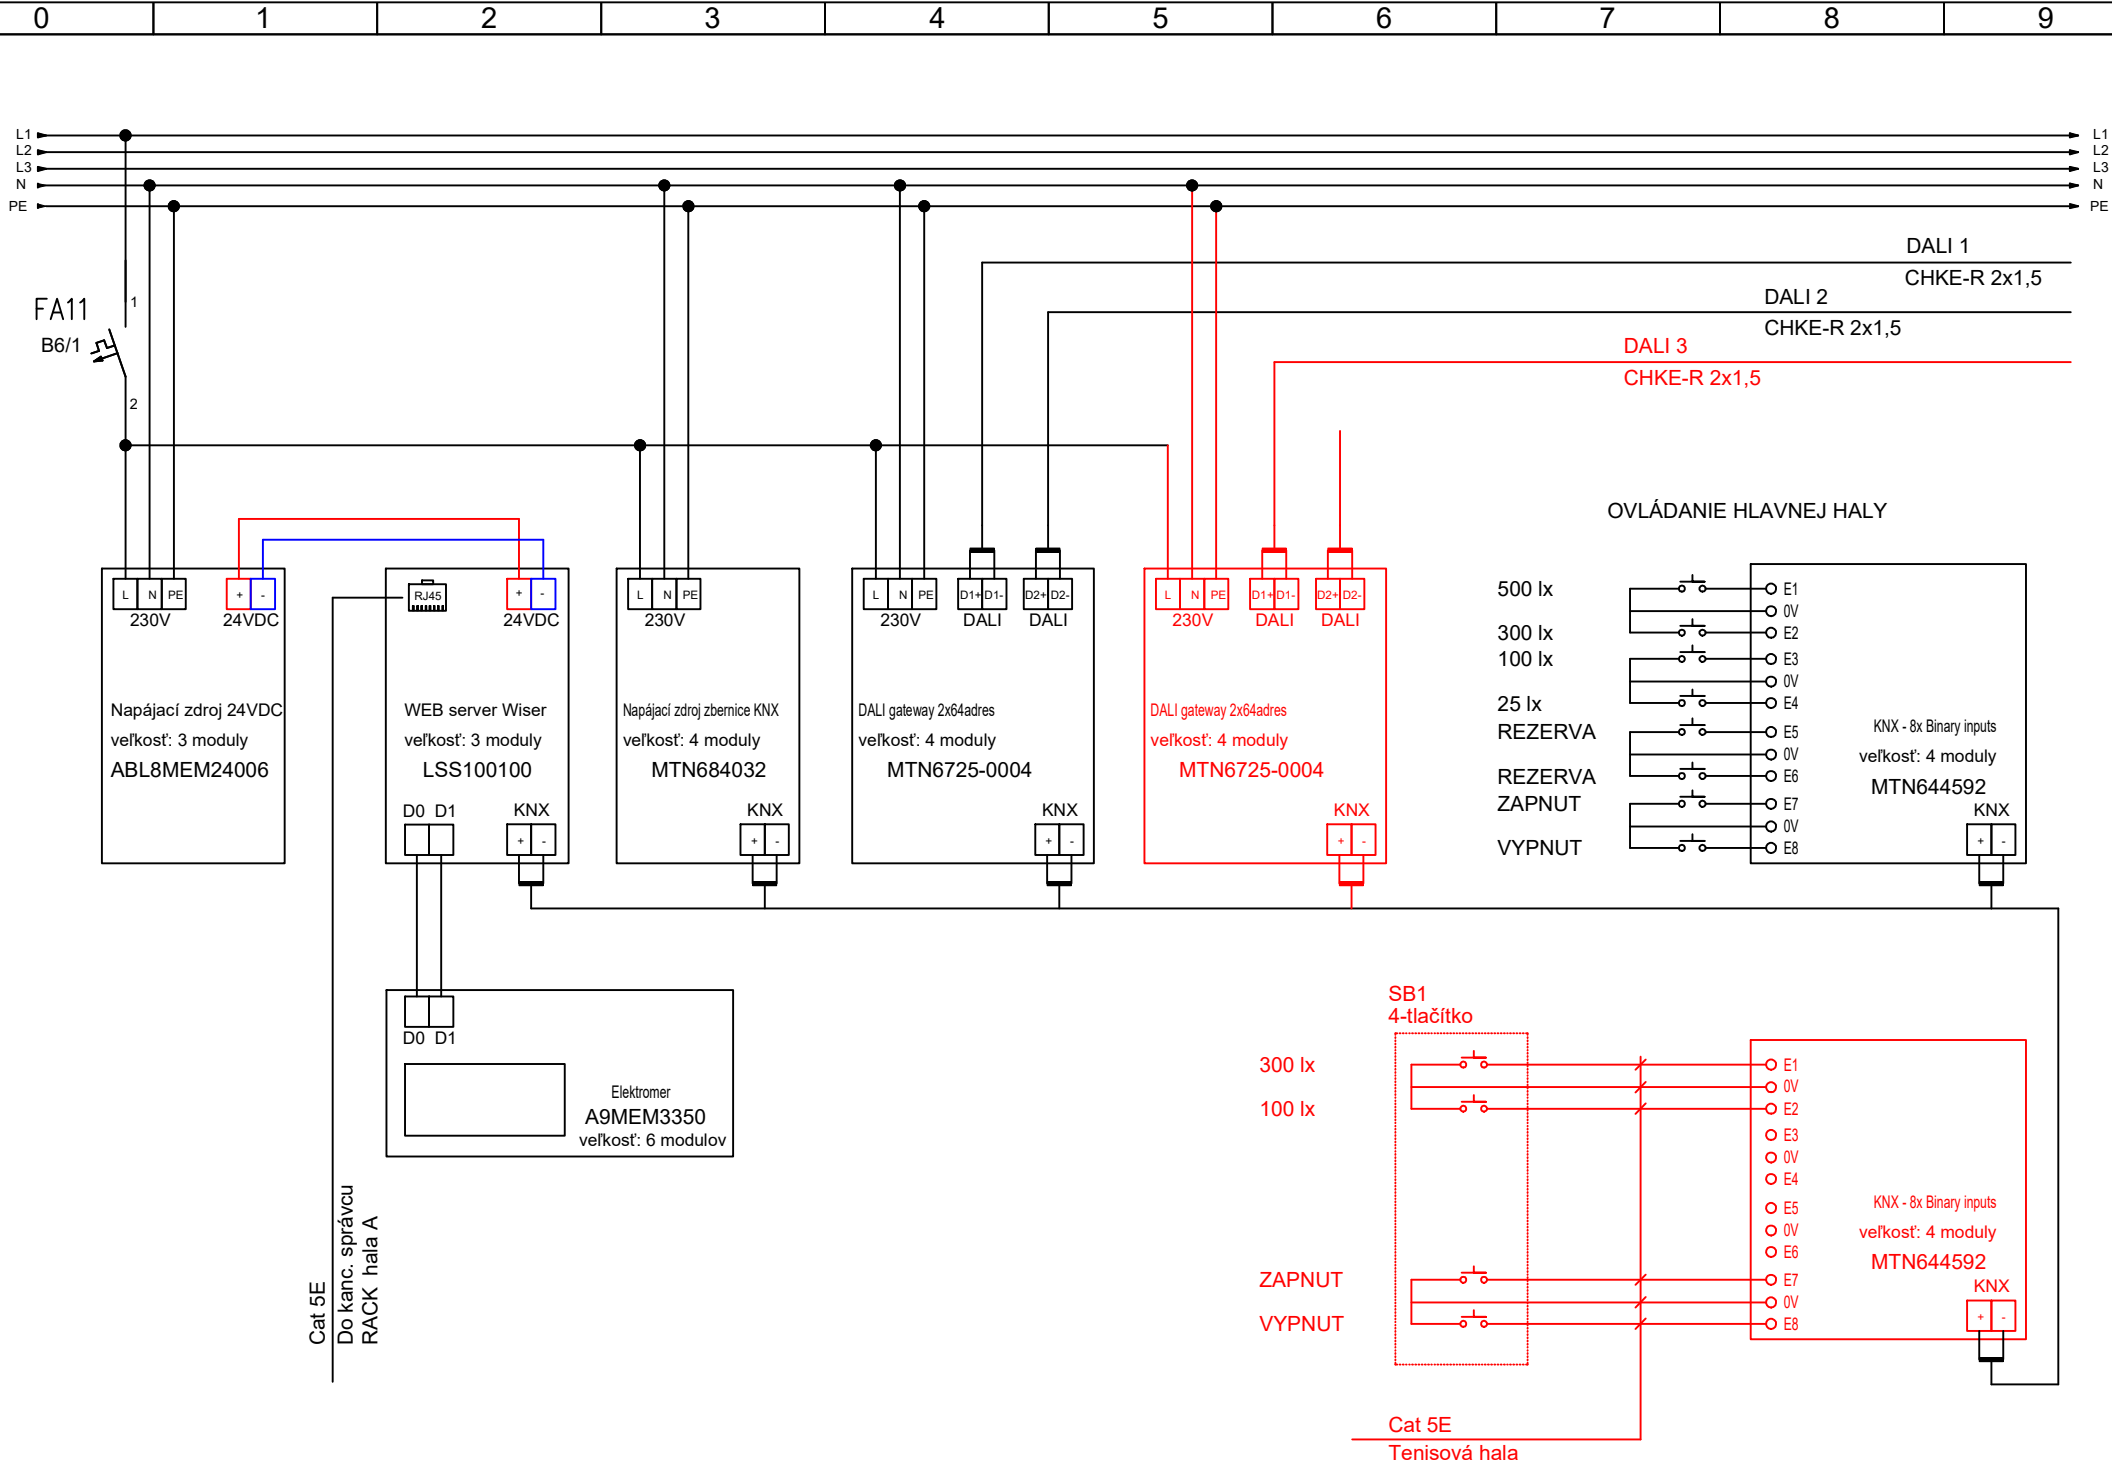 0 1 2 3 4 5 6 7 8 9
L1 L1
L2 L2
L3 L3
N N
PE PE
DALI 1
CHKE-R 2x1,5
DALI 2
CHKE-R 2x1,5
DALI 3
CHKE-R 2x1,5
FA11
B6/1
1
2
L N PE
230V
+ -
24VDC
Napájací zdroj 24VDC
veľkosť: 3 moduly
ABL8MEM24006
RJ45
+ -
24VDC
WEB server Wiser
veľkosť: 3 moduly
LSS100100
D0 D1
KNX
+ -
L N PE
230V
Napájací zdroj zbernice KNX
veľkosť: 4 moduly
MTN684032
KNX
+ -
L N PE
230V
D1+ D1-
DALI
D2+ D2-
DALI
DALI gateway 2x64adres
veľkosť: 4 moduly
MTN6725-0004
KNX
+ -
L N PE
230V
D1+ D1-
DALI
D2+ D2-
DALI
DALI gateway 2x64adres
veľkosť: 4 moduly
MTN6725-0004
KNX
+ -
OVLÁDANIE HLAVNEJ HALY
500 lx
300 lx
100 lx
25 lx
REZERVA
REZERVA
ZAPNUT
VYPNUT
E1
0V
E2
E3
0V
E4
E5
0V
E6
E7
0V
E8
KNX - 8x Binary inputs
veľkosť: 4 moduly
MTN644592
KNX
+ -
D0 D1
Elektromer
A9MEM3350
veľkosť: 6 modulov
Cat 5E
Do kanc. správcu
RACK hala A
SB1
4-tlačítko
300 lx
100 lx
ZAPNUT
VYPNUT
E1
0V
E2
E3
0V
E4
E5
0V
E6
E7
0V
E8
KNX - 8x Binary inputs
veľkosť: 4 moduly
MTN644592
KNX
+ -
Cat 5E
Tenisová hala